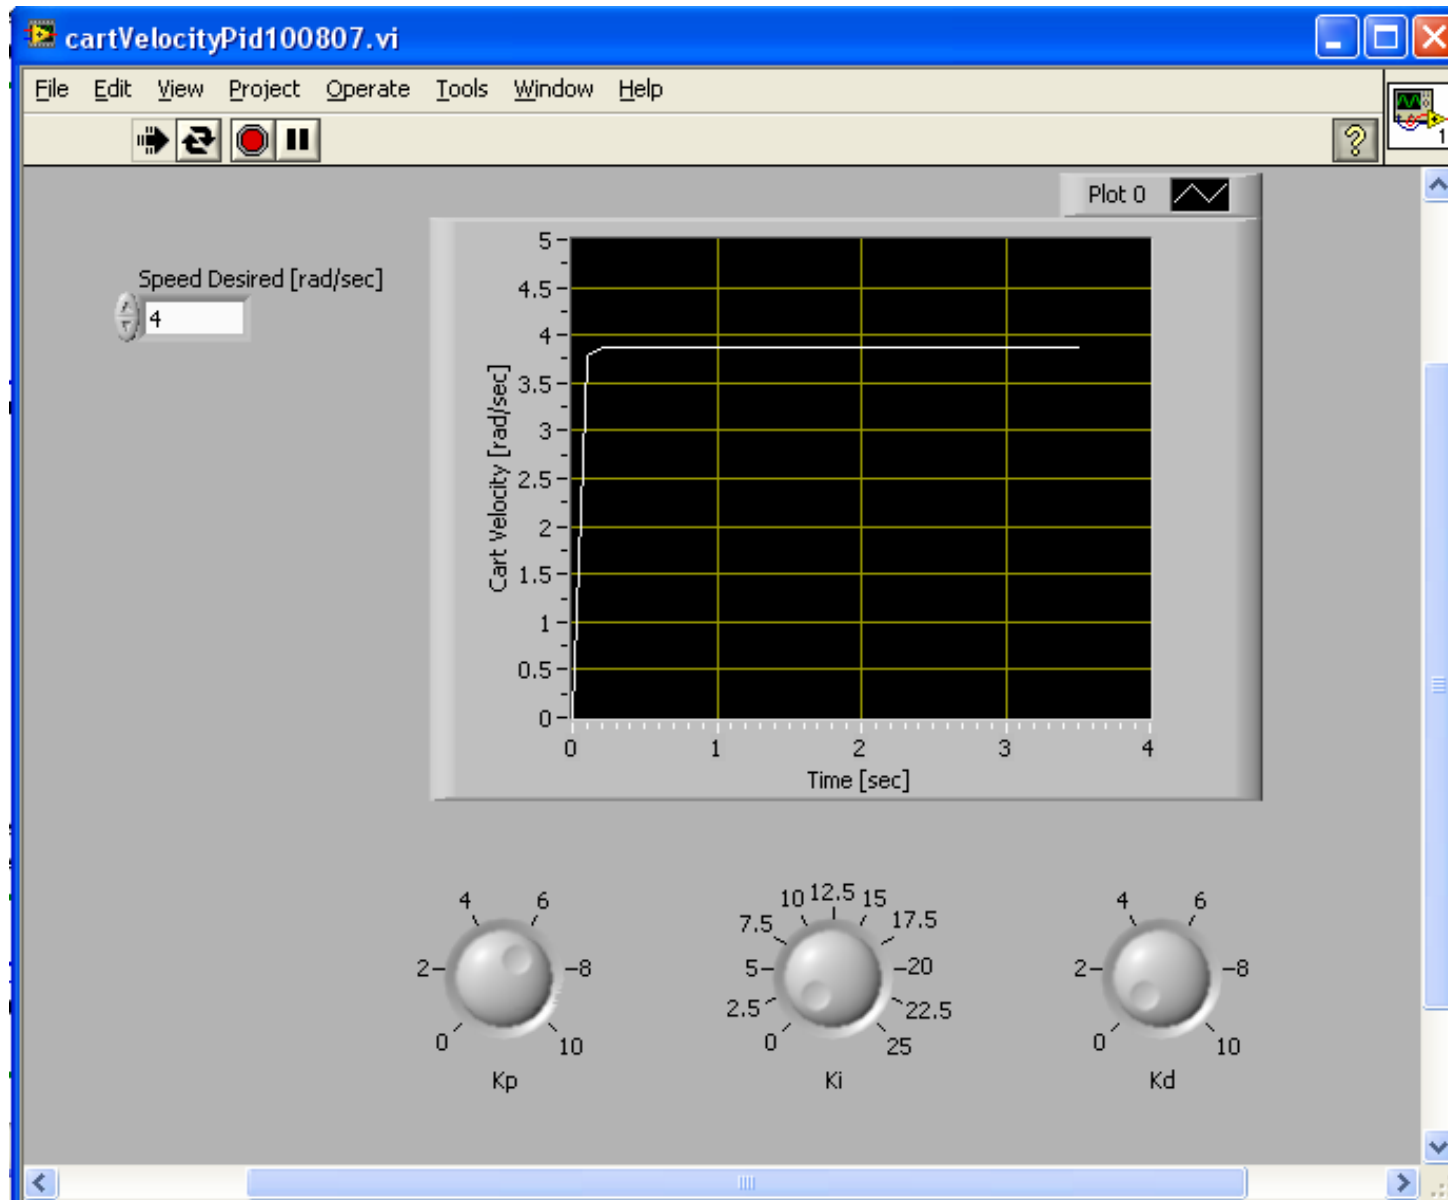 cartVelocityPid100807.vi
File Edit View Project Operate Tools Window Help
1
Plot 0
Speed Desired [rad/sec]
4
Cart Velocity [rad/sec]
5
4.5
4
3.5
3
2.5
2
1.5
1
0.5
0
0 1 2 3 4
Time [sec]
4 6
2 8
0 10
Kp
10 12.5 15
7.5 17.5
5 20
2.5 22.5
0 25
Ki
4 6
2 8
0 10
Kd